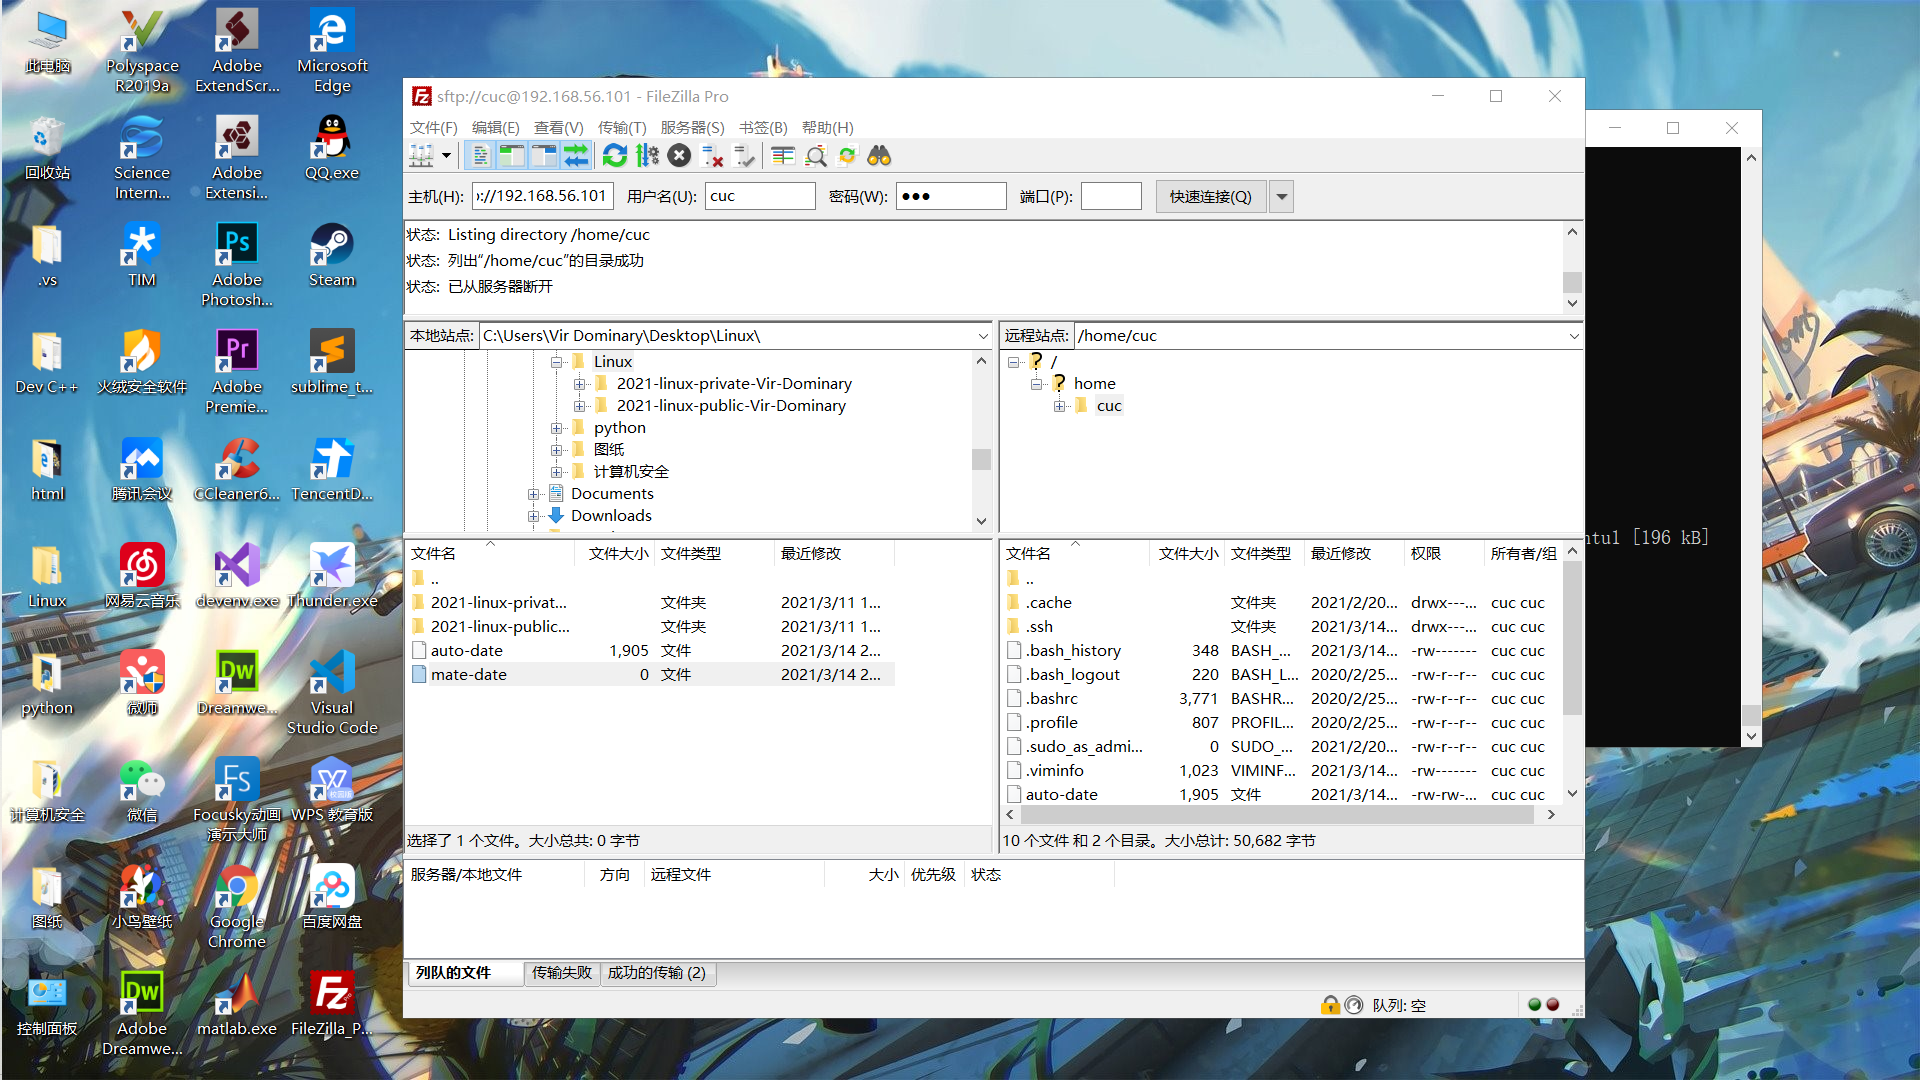 此电脑
Polyspace R2019a
Adobe ExtendScr...
Microsoft Edge
回收站
Science Intern...
Adobe Extensi...
QQ.exe
.vs
TIM
Adobe Photosh...
Steam
Dev C++
火绒安全软件
Adobe Premie...
sublime_t...
html
腾讯会议
CCleaner6...
TencentD...
Linux
网易云音乐
devenv.exe
Thunder.exe
python
微师
Dreamwe...
Visual Studio Code
计算机安全
微信
Focusky动画演示大师
WPS 教育版
图纸
小鸟壁纸
Google Chrome
百度网盘
控制面板
Adobe Dreamwe...
matlab.exe
FileZilla_P...
sftp://cuc@192.168.56.101 - FileZilla Pro
文件(F) 编辑(E) 查看(V) 传输(T) 服务器(S) 书签(B) 帮助(H)
主机(H): ://192.168.56.101 用户名(U): cuc 密码(W): ●●● 端口(P): 快速连接(Q)
状态: Listing directory /home/cuc
状态: 列出“/home/cuc”的目录成功
状态: 已从服务器断开
本地站点: C:\Users\Vir Dominary\Desktop\Linux\
Linux
2021-linux-private-Vir-Dominary
2021-linux-public-Vir-Dominary
python
图纸
计算机安全
Documents
Downloads
远程站点: /home/cuc
/
home
cuc
文件名 文件大小 文件类型 最近修改
..
2021-linux-privat... 文件夹 2021/3/11 1...
2021-linux-public... 文件夹 2021/3/11 1...
auto-date 1,905 文件 2021/3/14 2...
mate-date 0 文件 2021/3/14 2...
选择了 1 个文件。大小总共: 0 字节
文件名 文件大小 文件类型 最近修改 权限 所有者/组
..
.cache 文件夹 2021/2/20... drwx---... cuc cuc
.ssh 文件夹 2021/3/14... drwx---... cuc cuc
.bash_history 348 BASH_... 2021/3/14... -rw------- cuc cuc
.bash_logout 220 BASH_L... 2020/2/25... -rw-r--r-- cuc cuc
.bashrc 3,771 BASHR... 2020/2/25... -rw-r--r-- cuc cuc
.profile 807 PROFIL... 2020/2/25... -rw-r--r-- cuc cuc
.sudo_as_admi... 0 SUDO_... 2021/2/20... -rw-r--r-- cuc cuc
.viminfo 1,023 VIMINF... 2021/3/14... -rw------- cuc cuc
auto-date 1,905 文件 2021/3/14... -rw-rw-... cuc cuc
10 个文件 和 2 个目录。大小总计: 50,682 字节
服务器/本地文件 方向 远程文件 大小 优先级 状态
列队的文件 传输失败 成功的传输 (2)
队列: 空
ntu1 [196 kB]